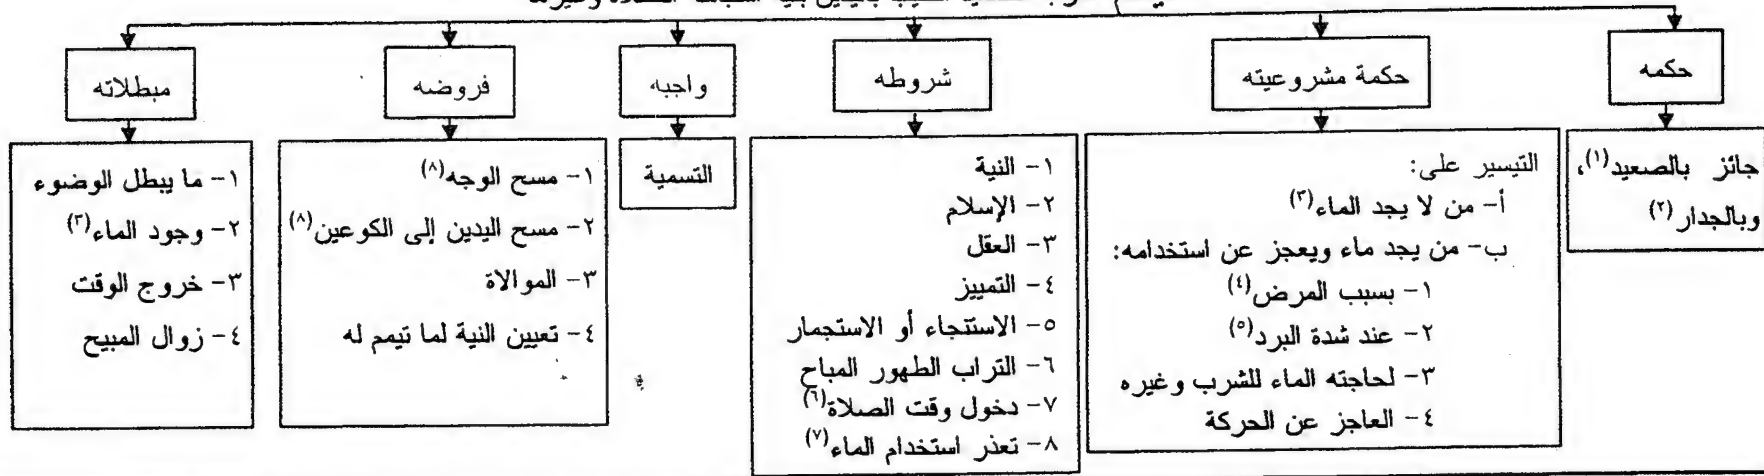 حكمه
جائز بالصعيد(١)،
وبالجدار(٢)
حكمة مشروعيته
التيسير على:
أ- من لا يجد الماء(٣)
ب- من يجد ماء ويعجز عن استخدامه:
١- بسبب المرض(٤)
٢- عند شدة البرد(٥)
٣- لحاجته الماء للشرب وغيره
٤- العاجز عن الحركة
شروطه
١- النية
٢- الإسلام
٣- العقل
٤- التمييز
٥- الاستنجاء أو الاستجمار
٦- التراب الطهور المباح
٧- دخول وقت الصلاة(٦)
٨- تعذر استخدام الماء(٧)
واجبه
التسمية
فروضه
١- مسح الوجه(٨)
٢- مسح اليدين إلى الكوعين(٨)
٣- الموالاة
٤- تعيين النية لما تيمم له
مبطلاته
١- ما يبطل الوضوء
٢- وجود الماء(٣)
٣- خروج الوقت
٤- زوال المبيح